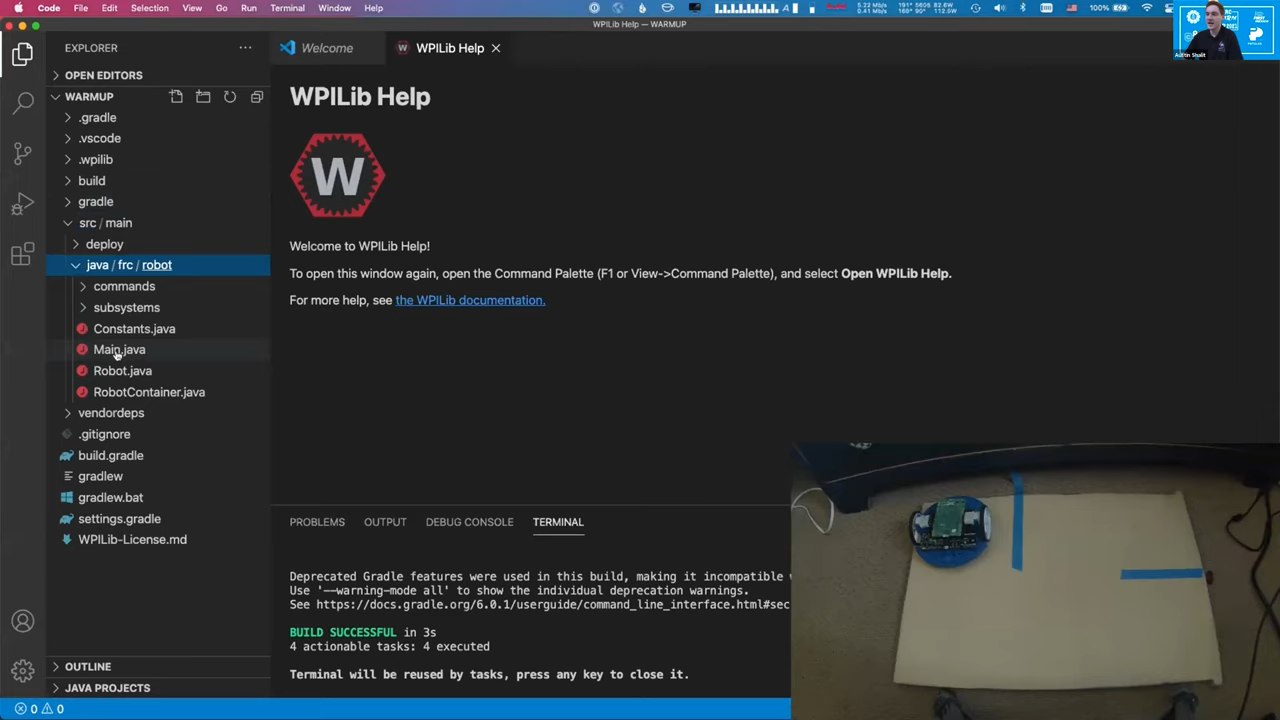 Code File Edit Selection View Go Run Terminal Window Help
100%
WPILib Help — WARMUP
Austin Shalit
EXPLORER
Welcome
WPILib Help
OPEN EDITORS
WARMUP
.gradle
.vscode
.wpilib
build
gradle
src / main
deploy
java / frc / robot
commands
subsystems
Constants.java
Main.java
Robot.java
RobotContainer.java
vendordeps
.gitignore
build.gradle
gradlew
gradlew.bat
settings.gradle
WPILib-License.md
OUTLINE
JAVA PROJECTS
0 0
WPILib Help
W
Welcome to WPILib Help!
To open this window again, open the Command Palette (F1 or View->Command Palette), and select Open WPILib Help.
For more help, see the WPILib documentation.
PROBLEMS OUTPUT DEBUG CONSOLE TERMINAL
Deprecated Gradle features were used in this build, making it incompatible
Use '--warning-mode all' to show the individual deprecation warnings.
See https://docs.gradle.org/6.0.1/userguide/command_line_interface.html#sec
BUILD SUCCESSFUL in 3s
4 actionable tasks: 4 executed
Terminal will be reused by tasks, press any key to close it.